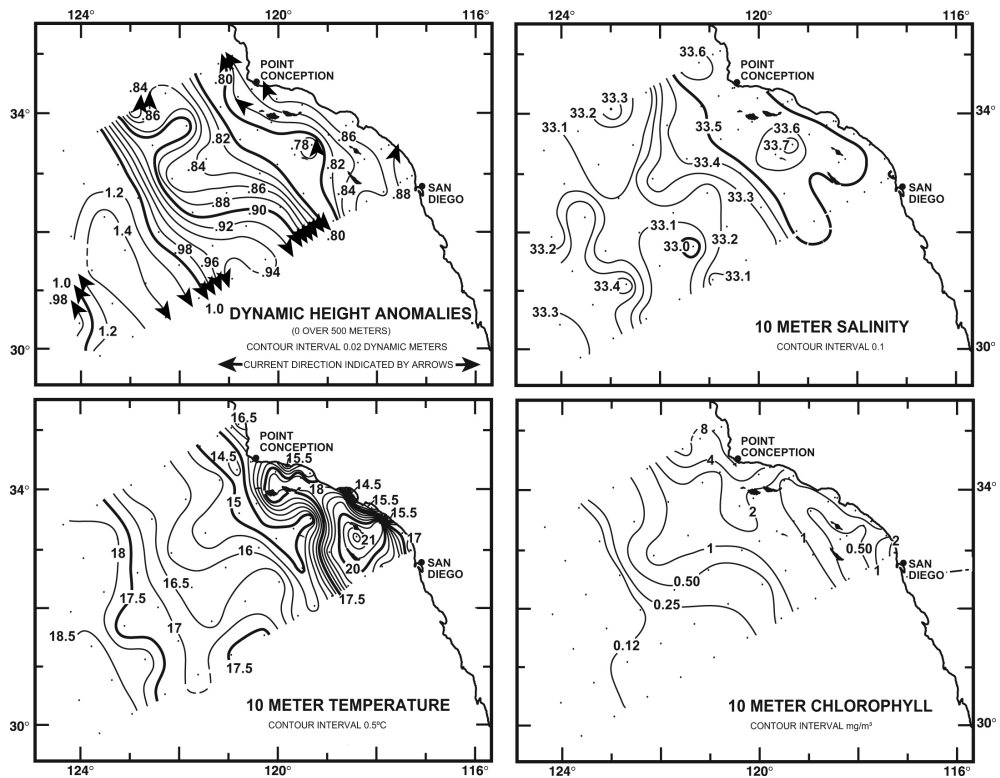 124° 120° 116°
.84
.86
.80
POINT
CONCEPTION
34°
.82
.78
.86
.82
.84
.84
.88
SAN
DIEGO
.86
.88
.90
.92
.80
1.2
1.4
.98
.96
.94
1.0
.98
1.2
1.0
DYNAMIC HEIGHT ANOMALIES
(0 OVER 500 METERS)
CONTOUR INTERVAL 0.02 DYNAMIC METERS
CURRENT DIRECTION INDICATED BY ARROWS
30°
120° 116°
33.6
POINT
CONCEPTION
33.3
33.2
33.1
33.5
33.6
33.7
34°
33.4
33.3
SAN
DIEGO
33.1
33.0
33.2
33.2
33.1
33.4
33.3
10 METER SALINITY
CONTOUR INTERVAL 0.1
30°
16.5
POINT
CONCEPTION
14.5
15.5
34°
18
14.5
15.5
15.5
15
17
21
20
SAN
DIEGO
18
16
16.5
17.5
17.5
17
18.5
17.5
10 METER TEMPERATURE
CONTOUR INTERVAL 0.5ºC
30°
124° 120° 116°
8
POINT
CONCEPTION
4
34°
2
1
0.50
2
1
1
SAN
DIEGO
0.50
0.25
0.12
10 METER CHLOROPHYLL
CONTOUR INTERVAL mg/m³
30°
124° 120° 116°